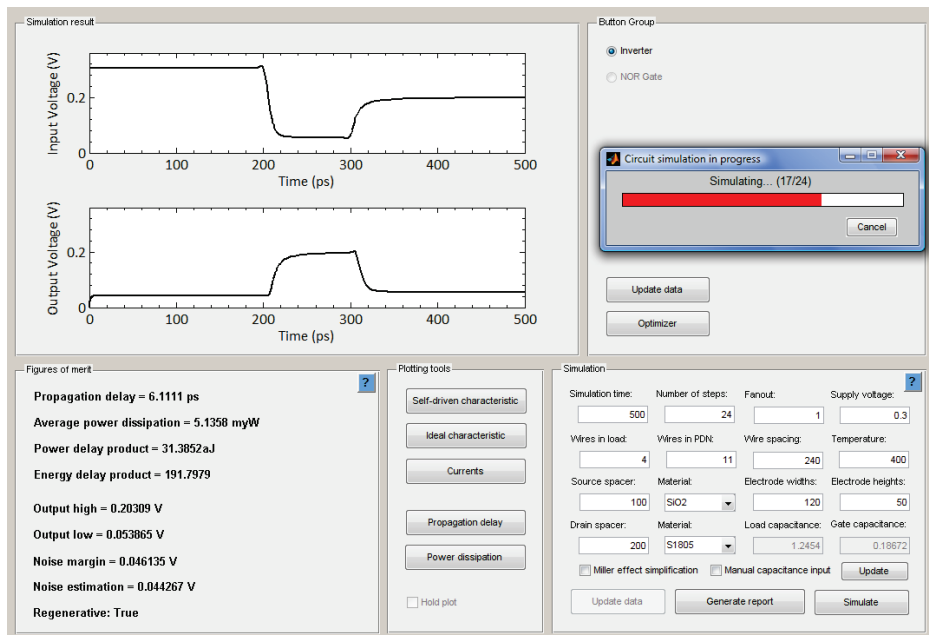 Simulation result
Input Voltage (V)
0.2
0
0 100 200 300 400 500
Time (ps)
Output Voltage (V)
0.2
0
0 100 200 300 400 500
Time (ps)
Button Group
Inverter
NOR Gate
Circuit simulation in progress
Simulating... (17/24)
Cancel
Update data
Optimizer
Figures of merit
?
Propagation delay = 6.1111 ps
Average power dissipation = 5.1358 myW
Power delay product = 31.3852aJ
Energy delay product = 191.7979
Output high = 0.20309 V
Output low = 0.053865 V
Noise margin = 0.046135 V
Noise estimation = 0.044267 V
Regenerative: True
Plotting tools
Self-driven characteristic
Ideal characteristic
Currents
Propagation delay
Power dissipation
Hold plot
Simulation
?
Simulation time: Number of steps: Fanout: Supply voltage:
500 24 1 0.3
Wires in load: Wires in PDN: Wire spacing: Temperature:
4 11 240 400
Source spacer: Material: Electrode widths: Electrode heights:
100 SiO2 120 50
Drain spacer: Material: Load capacitance: Gate capacitance:
200 S1805 1.2454 0.18672
Miller effect simplification Manual capacitance input Update
Update data Generate report Simulate